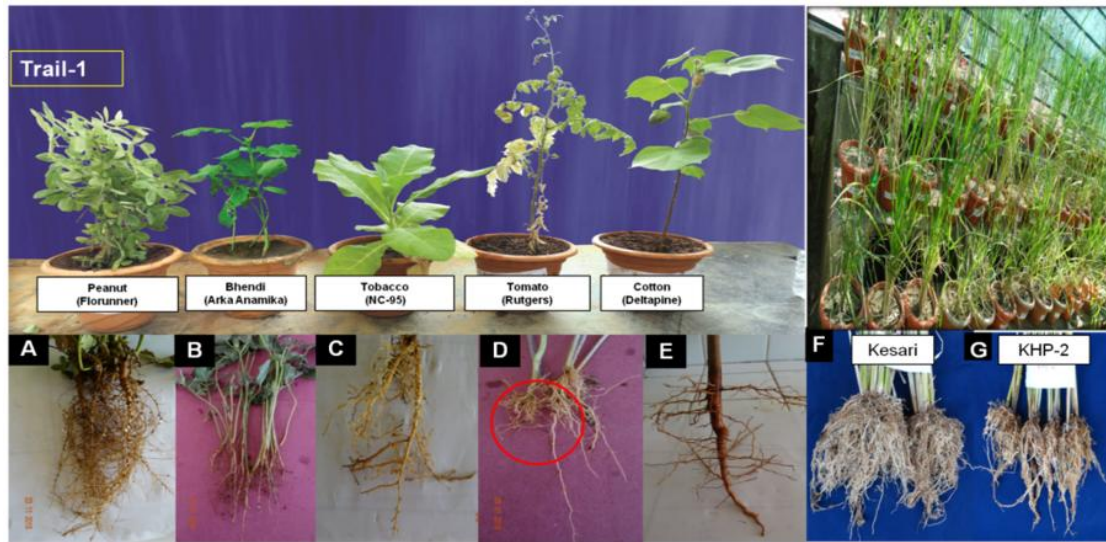 Trail-1
Peanut
(Florunner)
Bhendi
(Arka Anamika)
Tobacco
(NC-95)
Tomato
(Rutgers)
Cotton
(Deltapine)
A
B
C
D
E
F
Kesari
G
KHP-2